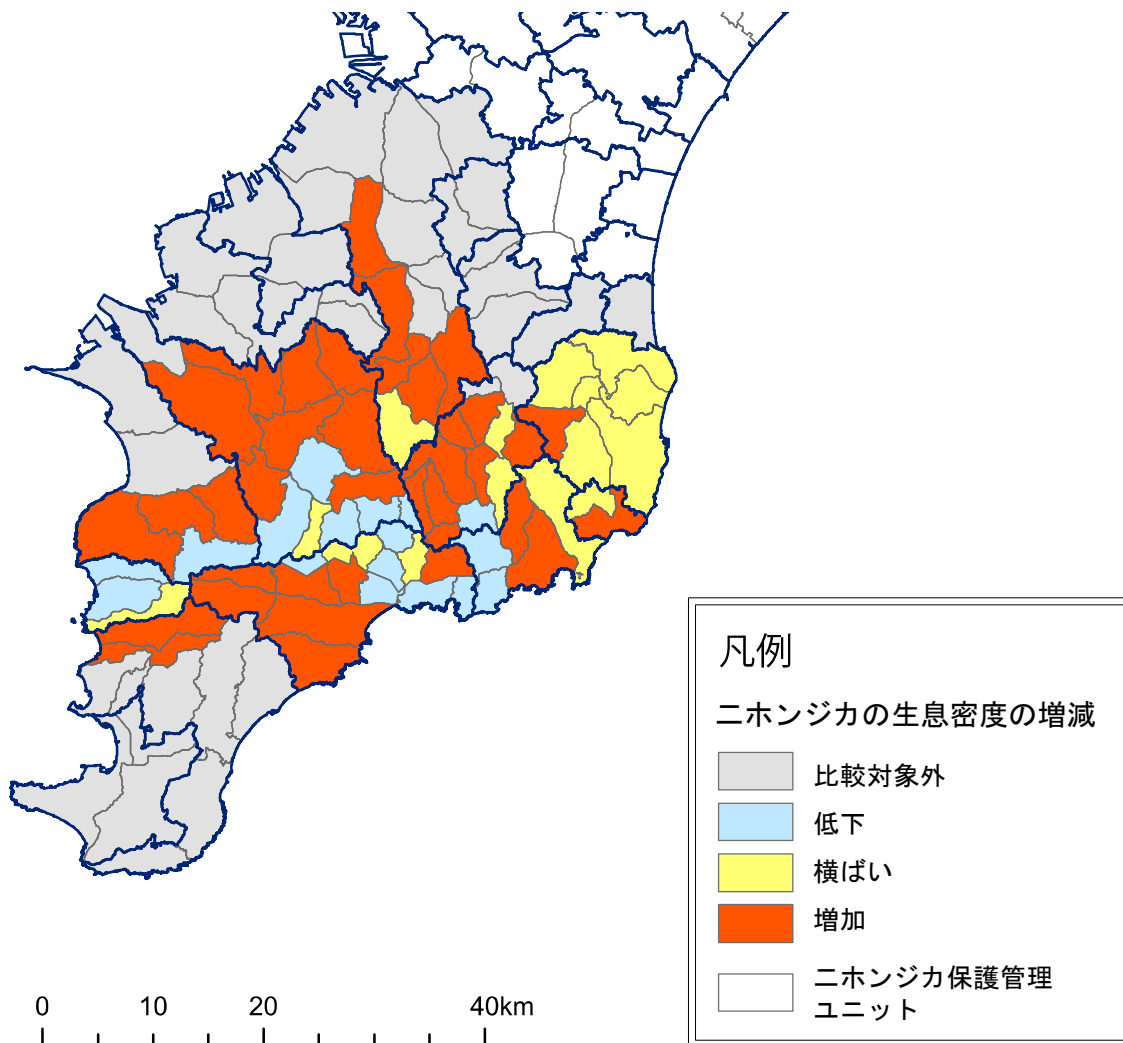 凡例
ニホンジカの生息密度の増減
比較対象外
低下
横ばい
増加
ニホンジカ保護管理
ユニット
0 10 20 40km